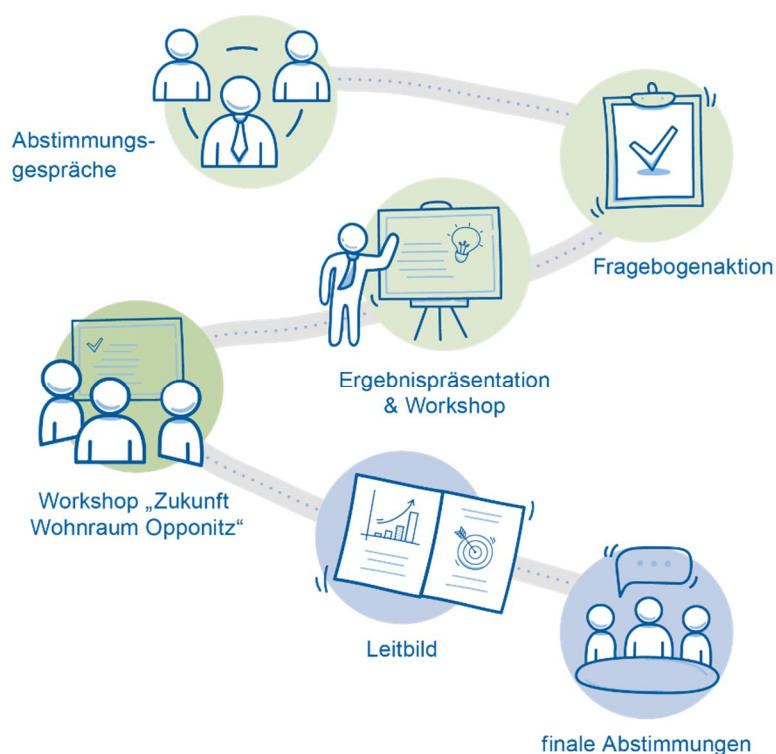 Abstimmungs-
gespräche
Fragebogenaktion
Ergebnispräsentation
& Workshop
Workshop „Zukunft
Wohnraum Opponitz“
Leitbild
finale Abstimmungen